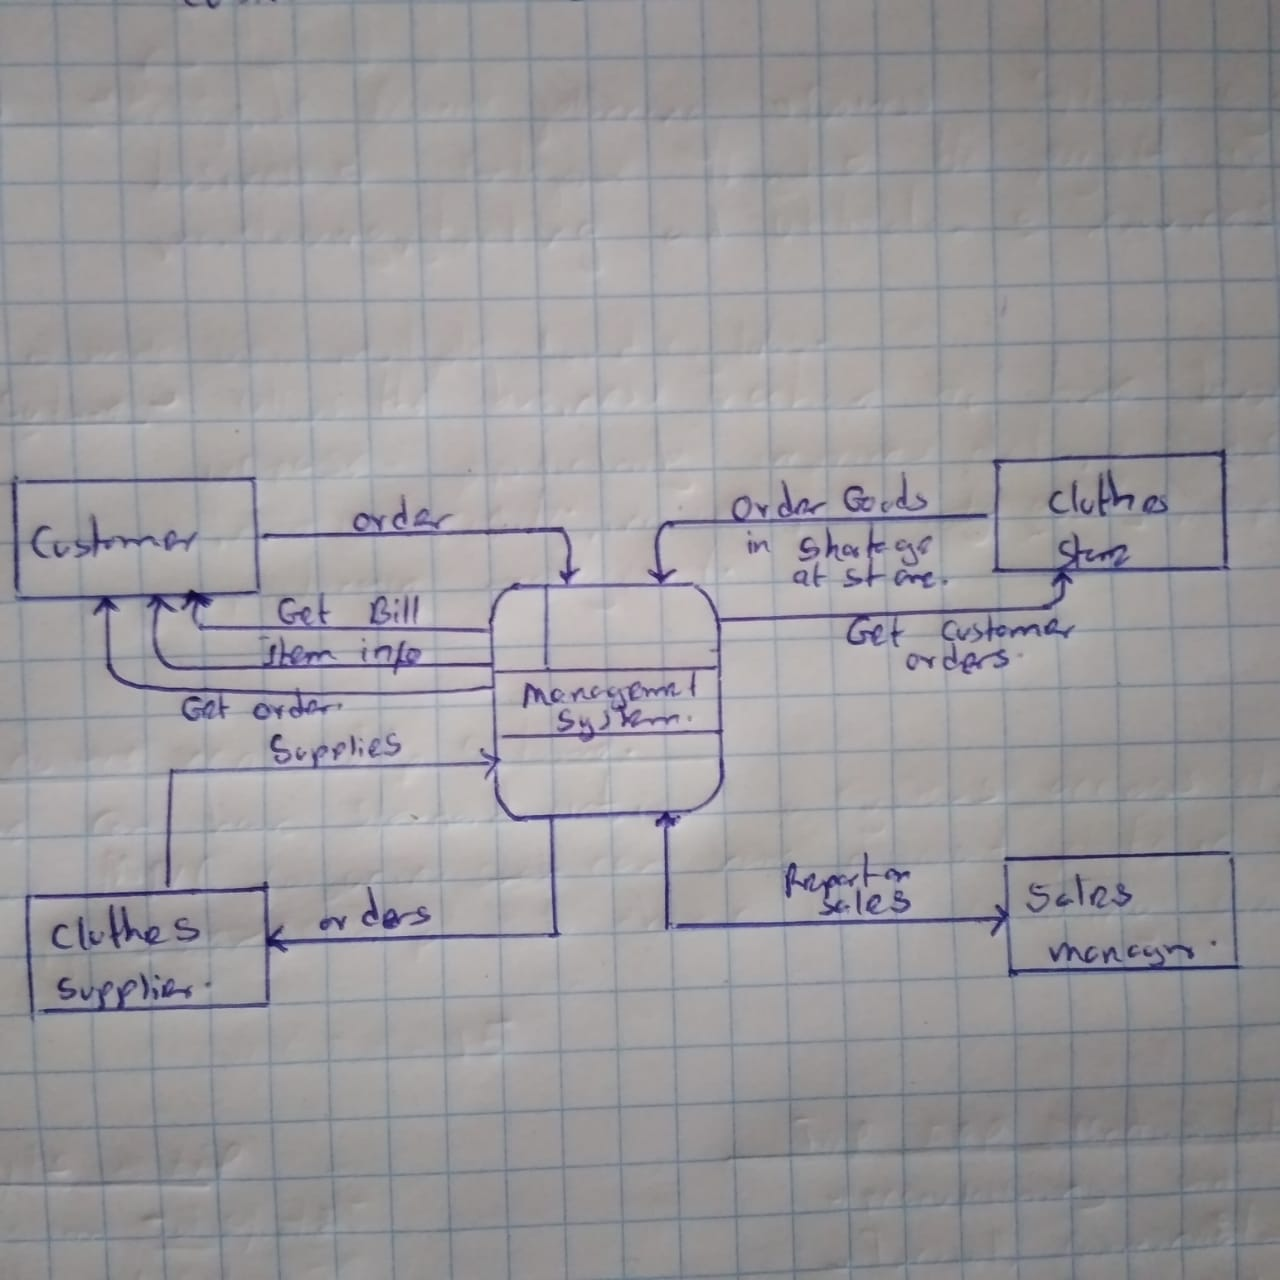 order
Order Goods
in Shortage
at store.
Clothes
Store
Customer
Get Bill
Item info
Get order.
Get Customer
orders.
Management
System.
Supplies
Report on
Sales
Sales
manager.
orders
Clothes
Supplier.